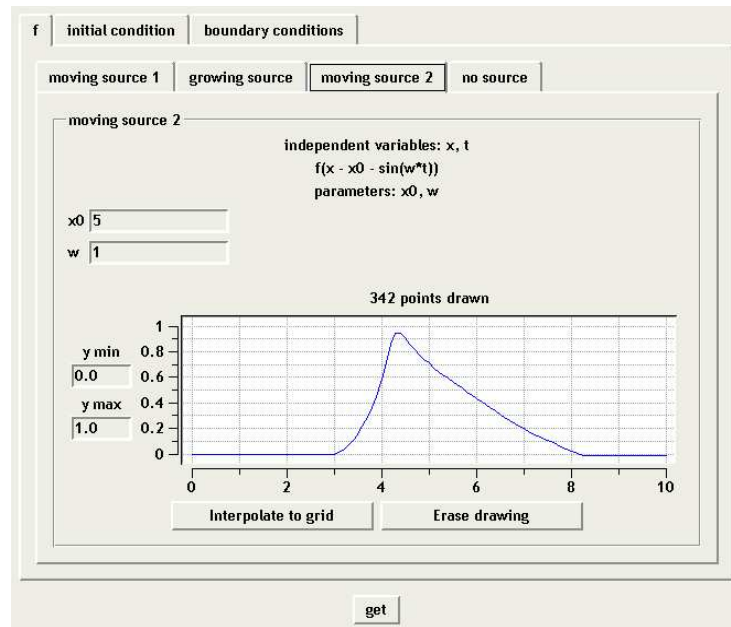 f initial condition boundary conditions
moving source 1 growing source moving source 2 no source
moving source 2
independent variables: x, t
f(x - x0 - sin(w*t))
parameters: x0, w
x0 5
w 1
342 points drawn
y min
0.0
y max
1.0
1
0.8
0.6
0.4
0.2
0
0 2 4 6 8 10
Interpolate to grid Erase drawing
get